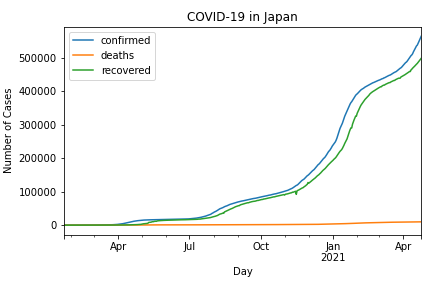 COVID-19 in Japan
confirmed
deaths
recovered
Number of Cases
500000
400000
300000
200000
100000
0
Apr Jul Oct Jan Apr
2021
Day